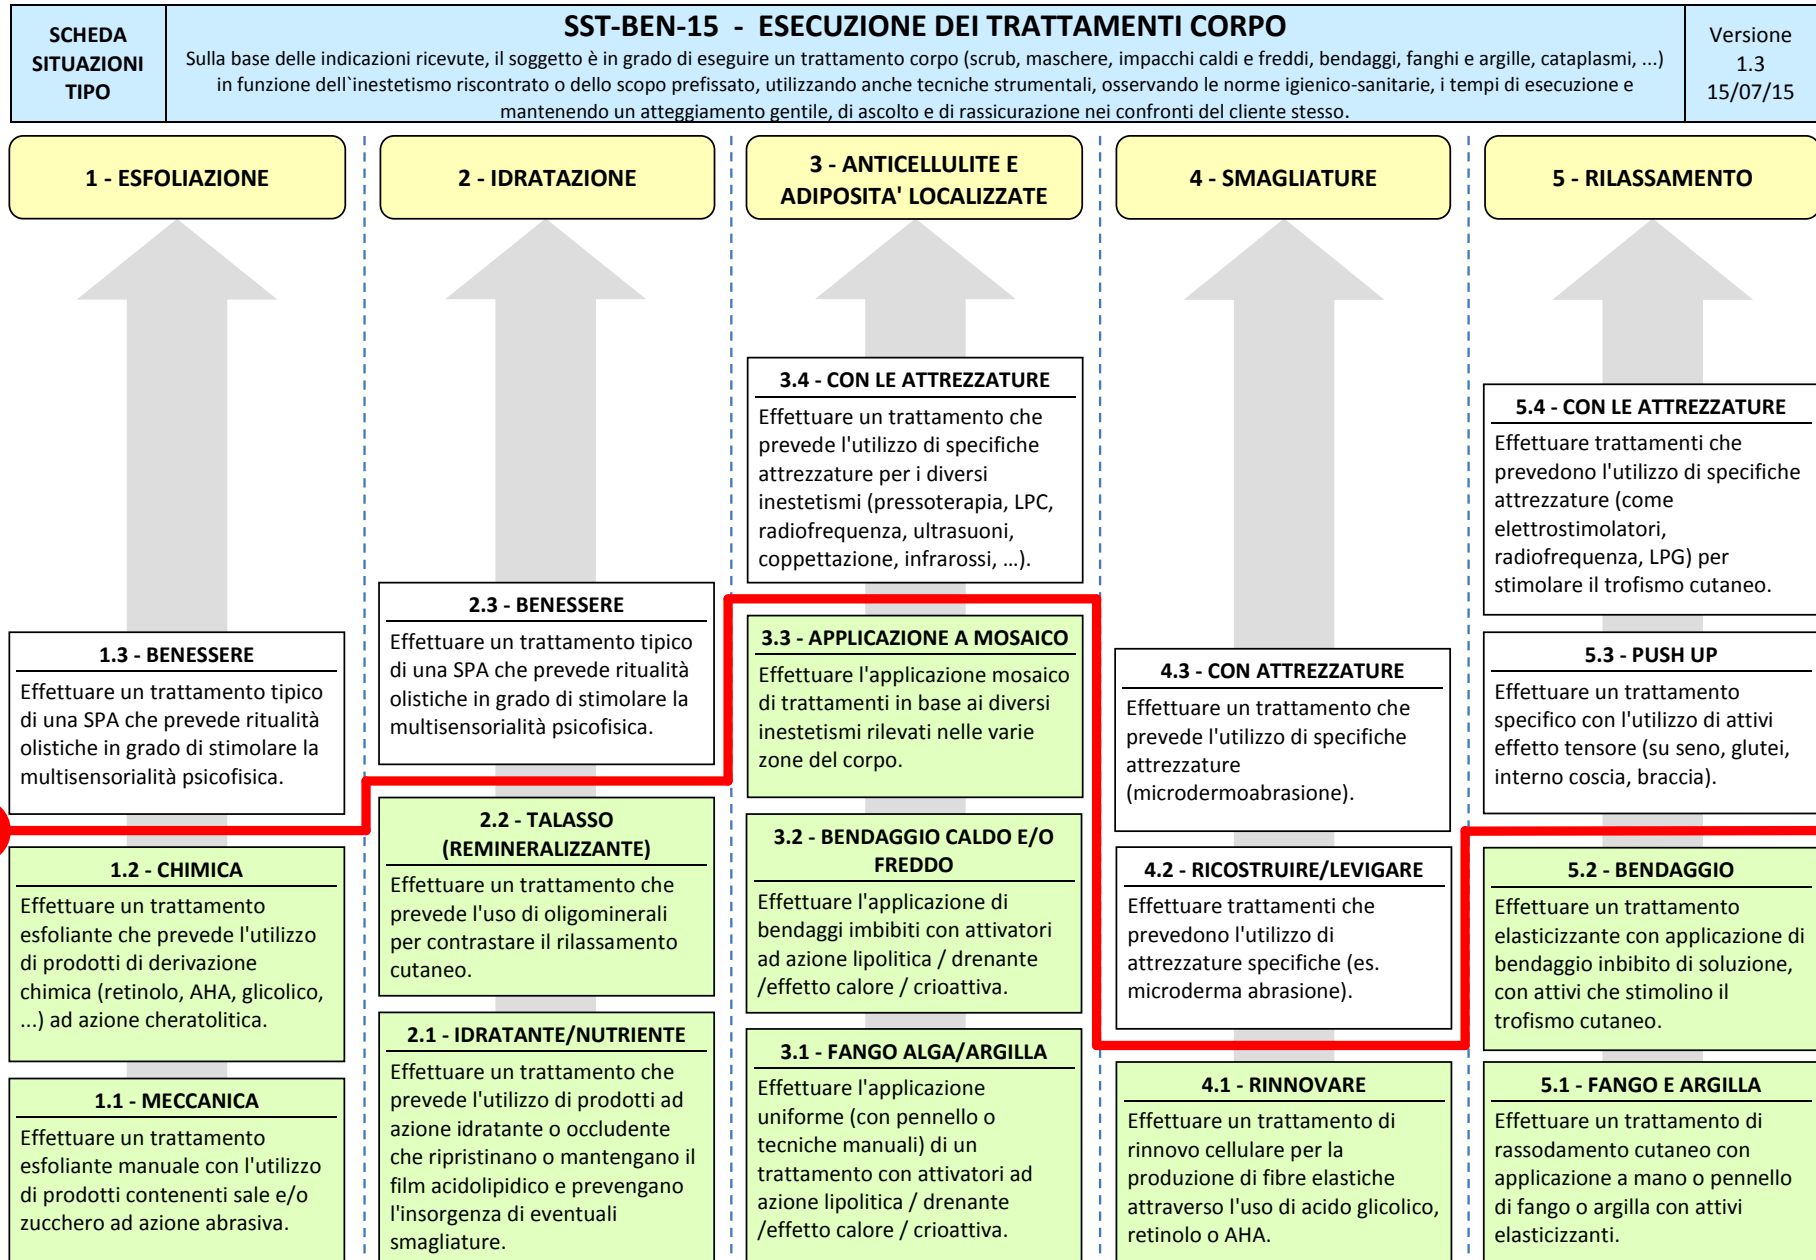 SCHEDA
SITUAZIONI
TIPO
SST-BEN-15 - ESECUZIONE DEI TRATTAMENTI CORPO
Sulla base delle indicazioni ricevute, il soggetto è in grado di eseguire un trattamento corpo (scrub, maschere, impacchi caldi e freddi, bendaggi, fanghi e argille, cataplasmi, ...)
in funzione dell`inestetismo riscontrato o dello scopo prefissato, utilizzando anche tecniche strumentali, osservando le norme igienico-sanitarie, i tempi di esecuzione e
mantenendo un atteggiamento gentile, di ascolto e di rassicurazione nei confronti del cliente stesso.
Versione
1.3
15/07/15
1 - ESFOLIAZIONE
1.3 - BENESSERE
Effettuare un trattamento tipico
di una SPA che prevede ritualità
olistiche in grado di stimolare la
multisensorialità psicofisica.
1.2 - CHIMICA
Effettuare un trattamento
esfoliante che prevede l'utilizzo
di prodotti di derivazione
chimica (retinolo, AHA, glicolico,
...) ad azione cheratolitica.
1.1 - MECCANICA
Effettuare un trattamento
esfoliante manuale con l'utilizzo
di prodotti contenenti sale e/o
zucchero ad azione abrasiva.
2 - IDRATAZIONE
2.3 - BENESSERE
Effettuare un trattamento tipico
di una SPA che prevede ritualità
olistiche in grado di stimolare la
multisensorialità psicofisica.
2.2 - TALASSO
(REMINERALIZZANTE)
Effettuare un trattamento che
prevede l'uso di oligominerali
per contrastare il rilassamento
cutaneo.
2.1 - IDRATANTE/NUTRIENTE
Effettuare un trattamento che
prevede l'utilizzo di prodotti ad
azione idratante o occludente
che ripristinano o mantengano il
film acidolipidico e prevengano
l'insorgenza di eventuali
smagliature.
3 - ANTICELLULITE E
ADIPOSITA' LOCALIZZATE
3.4 - CON LE ATTREZZATURE
Effettuare un trattamento che
prevede l'utilizzo di specifiche
attrezzature per i diversi
inestetismi (pressoterapia, LPC,
radiofrequenza, ultrasuoni,
coppettazione, infrarossi, …).
3.3 - APPLICAZIONE A MOSAICO
Effettuare l'applicazione mosaico
di trattamenti in base ai diversi
inestetismi rilevati nelle varie
zone del corpo.
3.2 - BENDAGGIO CALDO E/O
FREDDO
Effettuare l'applicazione di
bendaggi imbibiti con attivatori
ad azione lipolitica / drenante
/effetto calore / crioattiva.
3.1 - FANGO ALGA/ARGILLA
Effettuare l'applicazione
uniforme (con pennello o
tecniche manuali) di un
trattamento con attivatori ad
azione lipolitica / drenante
/effetto calore / crioattiva.
4 - SMAGLIATURE
4.3 - CON ATTREZZATURE
Effettuare un trattamento che
prevede l'utilizzo di specifiche
attrezzature
(microdermoabrasione).
4.2 - RICOSTRUIRE/LEVIGARE
Effettuare trattamenti che
prevedono l'utilizzo di
attrezzature specifiche (es.
microderma abrasione).
4.1 - RINNOVARE
Effettuare un trattamento di
rinnovo cellulare per la
produzione di fibre elastiche
attraverso l'uso di acido glicolico,
retinolo o AHA.
5 - RILASSAMENTO
5.4 - CON LE ATTREZZATURE
Effettuare trattamenti che
prevedono l'utilizzo di specifiche
attrezzature (come
elettrostimolatori,
radiofrequenza, LPG) per
stimolare il trofismo cutaneo.
5.3 - PUSH UP
Effettuare un trattamento
specifico con l'utilizzo di attivi
effetto tensore (su seno, glutei,
interno coscia, braccia).
5.2 - BENDAGGIO
Effettuare un trattamento
elasticizzante con applicazione di
bendaggio inbibito di soluzione,
con attivi che stimolino il
trofismo cutaneo.
5.1 - FANGO E ARGILLA
Effettuare un trattamento di
rassodamento cutaneo con
applicazione a mano o pennello
di fango o argilla con attivi
elasticizzanti.